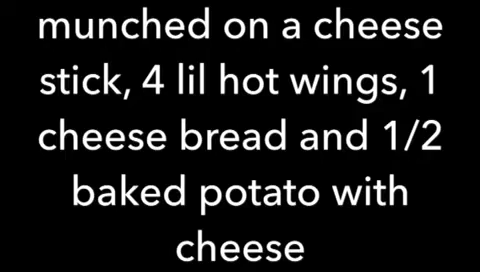 munched on a cheese
stick, 4 lil hot wings, 1
cheese bread and 1/2
baked potato with
cheese